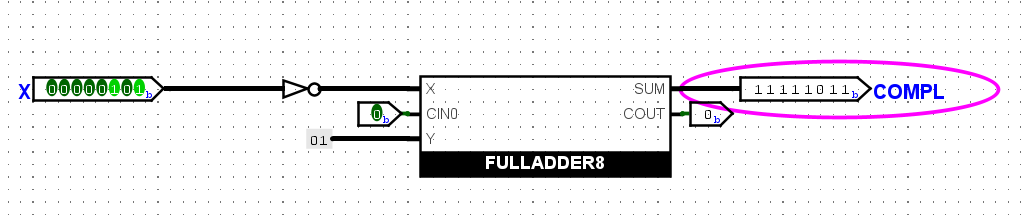 X 00000101b
0b
01
X
CIN0
Y
SUM
COUT
FULLADDER8
11111011b COMPL
0b